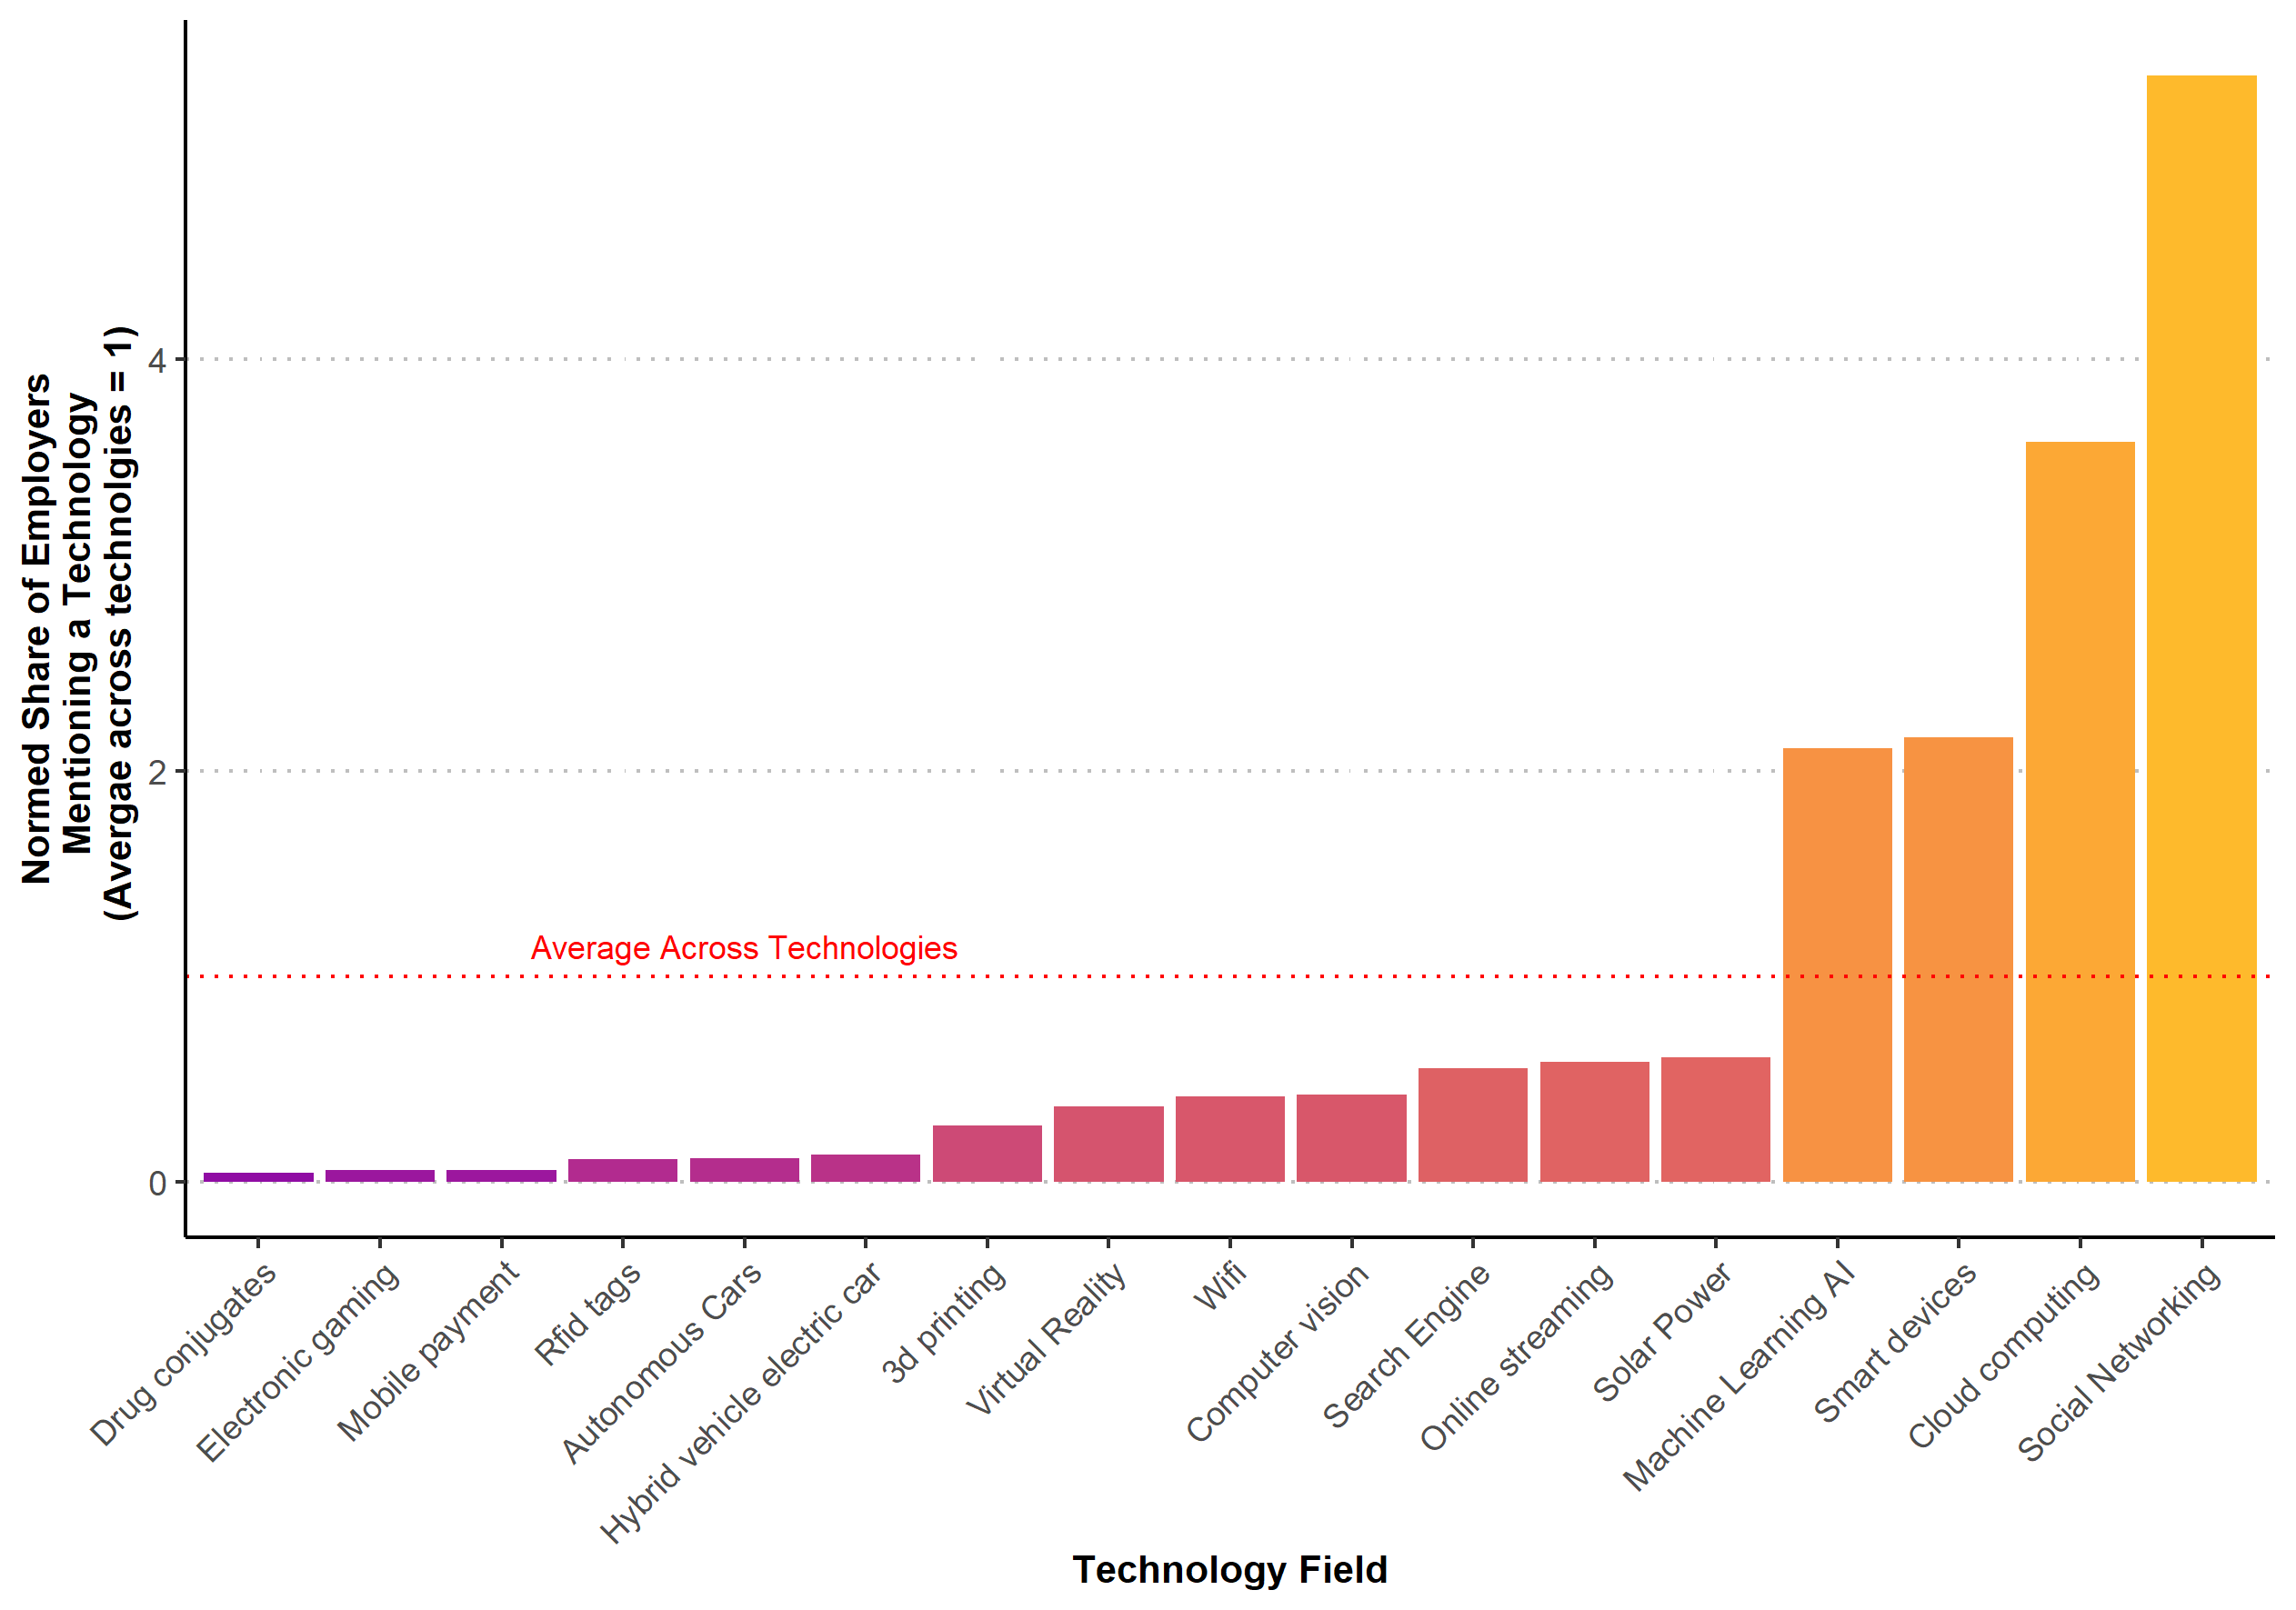 Normed Share of Employers
Mentioning a Technology
(Avergae across technolgies = 1)
4
2
0
Average Across Technologies
Drug conjugates
Electronic gaming
Mobile payment
Rfid tags
Autonomous Cars
Hybrid vehicle electric car
3d printing
Virtual Reality
Wifi
Computer vision
Search Engine
Online streaming
Solar Power
Machine Learning AI
Smart devices
Cloud computing
Social Networking
Technology Field